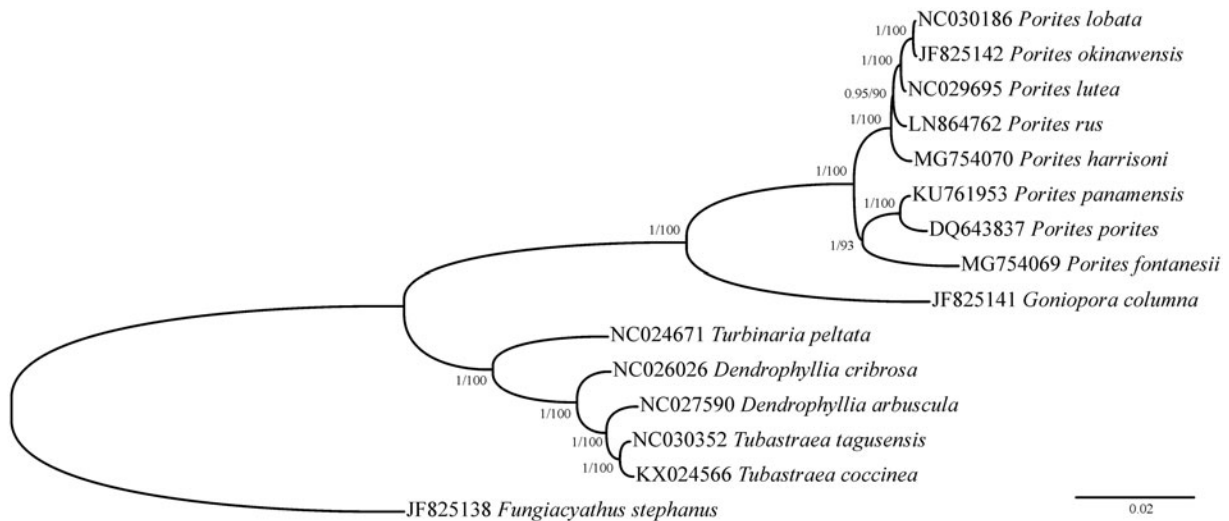 NC030186 Porites lobata
1/100
JF825142 Porites okinawensis
1/100
NC029695 Porites lutea
0.95/90
LN864762 Porites rus
1/100
MG754070 Porites harrisoni
1/100
KU761953 Porites panamensis
1/100
DQ643837 Porites porites
1/100
1/93
MG754069 Porites fontanesii
JF825141 Goniopora columna
NC024671 Turbinaria peltata
NC026026 Dendrophyllia cribrosa
1/100
NC027590 Dendrophyllia arbuscula
1/100
NC030352 Tubastraea tagusensis
1/100
1/100
KX024566 Tubastraea coccinea
JF825138 Fungiacyathus stephanus
0.02